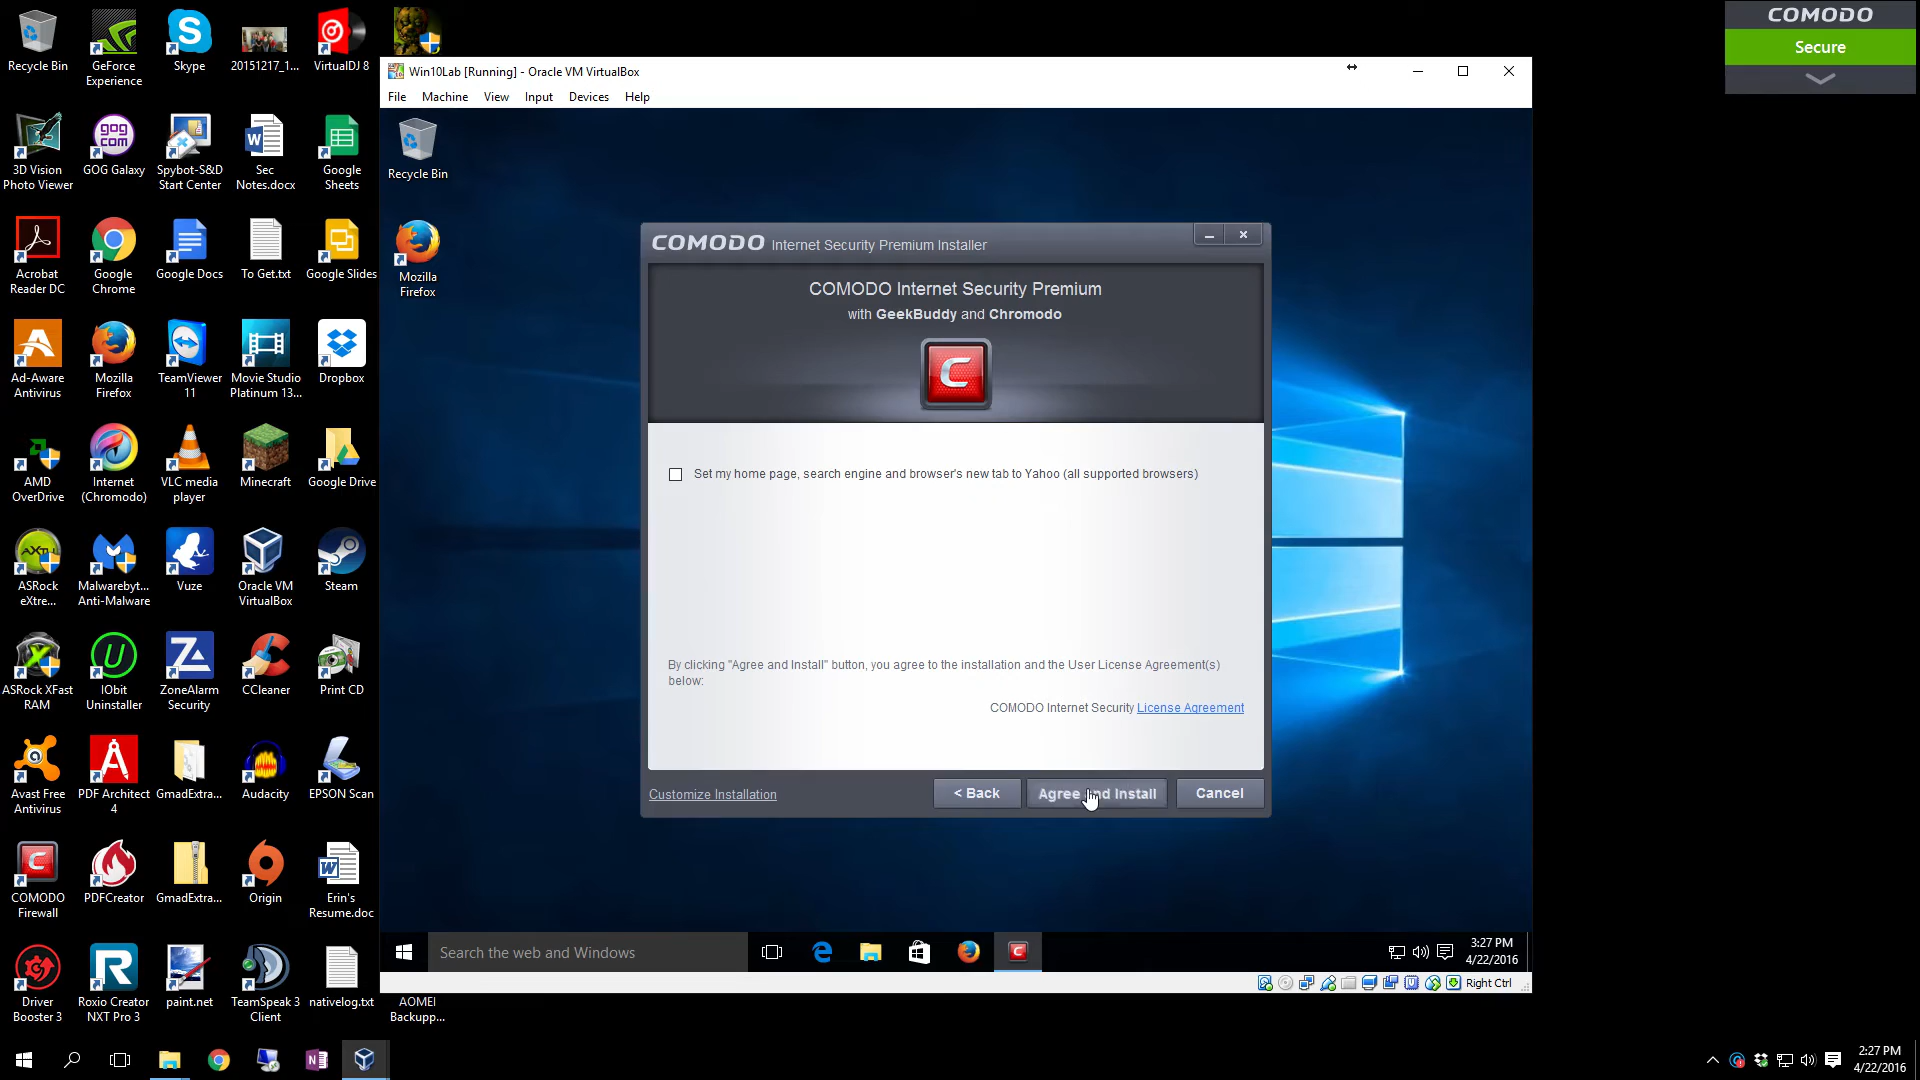 Recycle Bin
GeForce
Experience
Skype
20151217_1...
VirtualDJ 8
3D Vision
Photo Viewer
GOG Galaxy
Spybot-S&D
Start Center
Sec
Notes.docx
Google
Sheets
Acrobat
Reader DC
Google
Chrome
Google Docs
To Get.txt
Google Slides
Ad-Aware
Antivirus
Mozilla
Firefox
TeamViewer
11
Movie Studio
Platinum 13...
Dropbox
AMD
OverDrive
Internet
(Chromodo)
VLC media
player
Minecraft
Google Drive
ASRock
eXtre...
Malwarebyt...
Anti-Malware
Vuze
Oracle VM
VirtualBox
Steam
ASRock XFast
RAM
IObit
Uninstaller
ZoneAlarm
Security
CCleaner
Print CD
Avast Free
Antivirus
PDF Architect
4
GmadExtra...
Audacity
EPSON Scan
COMODO
Firewall
PDFCreator
GmadExtra...
Origin
Erin's
Resume.doc
Driver
Booster 3
Roxio Creator
NXT Pro 3
paint.net
TeamSpeak 3
Client
nativelog.txt
AOMEI
Backupp...
Win10Lab [Running] - Oracle VM VirtualBox
File Machine View Input Devices Help
Recycle Bin
Mozilla
Firefox
COMODO Internet Security Premium Installer
COMODO Internet Security Premium
with GeekBuddy and Chromodo
Set my home page, search engine and browser's new tab to Yahoo (all supported browsers)
By clicking "Agree and Install" button, you agree to the installation and the User License Agreement(s)
below:
COMODO Internet Security License Agreement
Customize Installation
< Back
Agree and Install
Cancel
Search the web and Windows
3:27 PM
4/22/2016
Right Ctrl
COMODO
Secure
2:27 PM
4/22/2016